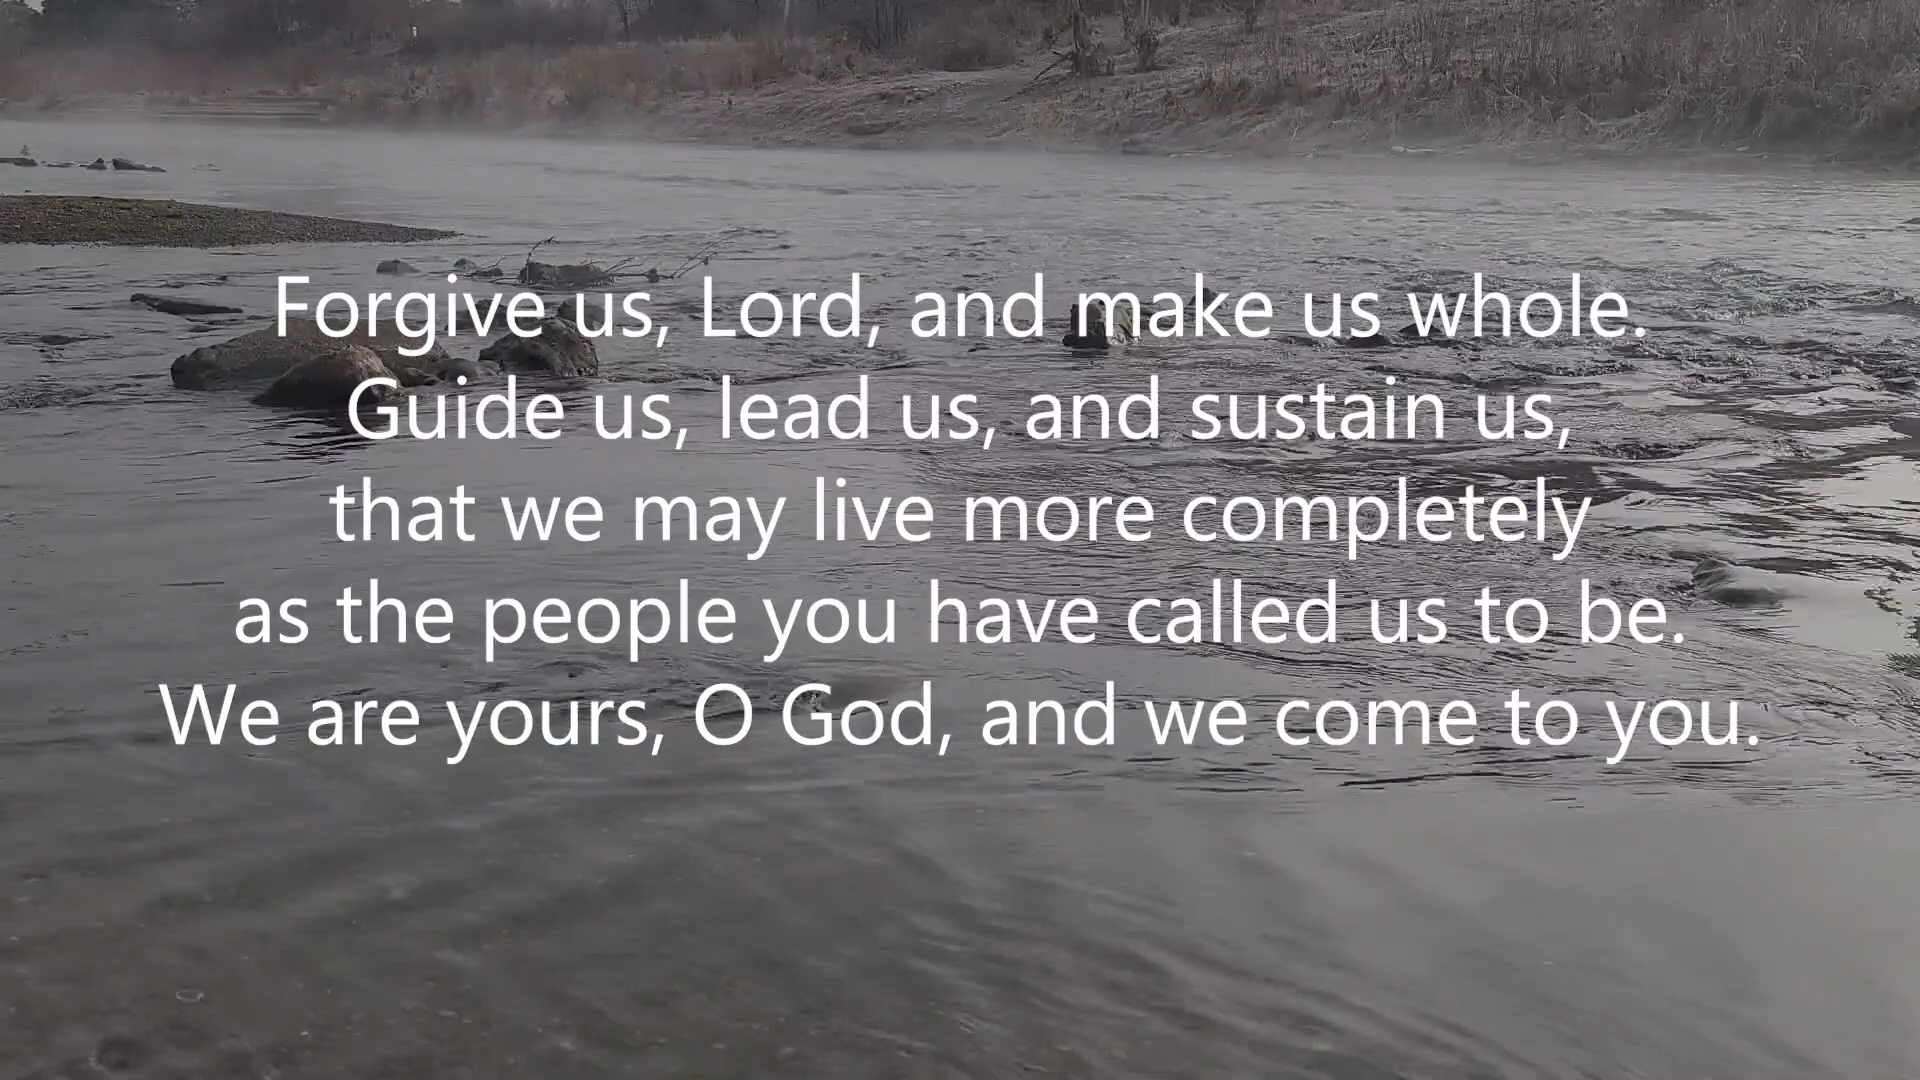 Forgive us, Lord, and make us whole.
Guide us, lead us, and sustain us,
that we may live more completely
as the people you have called us to be.
We are yours, O God, and we come to you.